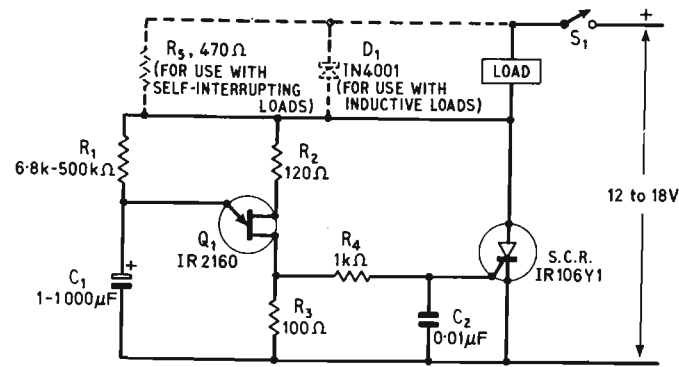 +
S₁
R₅, 470Ω
(FOR USE WITH
SELF-INTERRUPTING
LOADS)
D₁
1N4001
(FOR USE WITH
INDUCTIVE LOADS)
LOAD
R₁
6·8k-500kΩ
R₂
120Ω
12 to 18V
Q₁
IR2160
R₄
1kΩ
S.C.R.
IR106Y1
+
C₁
1-1000μF
R₃
100Ω
C₂
0·01μF